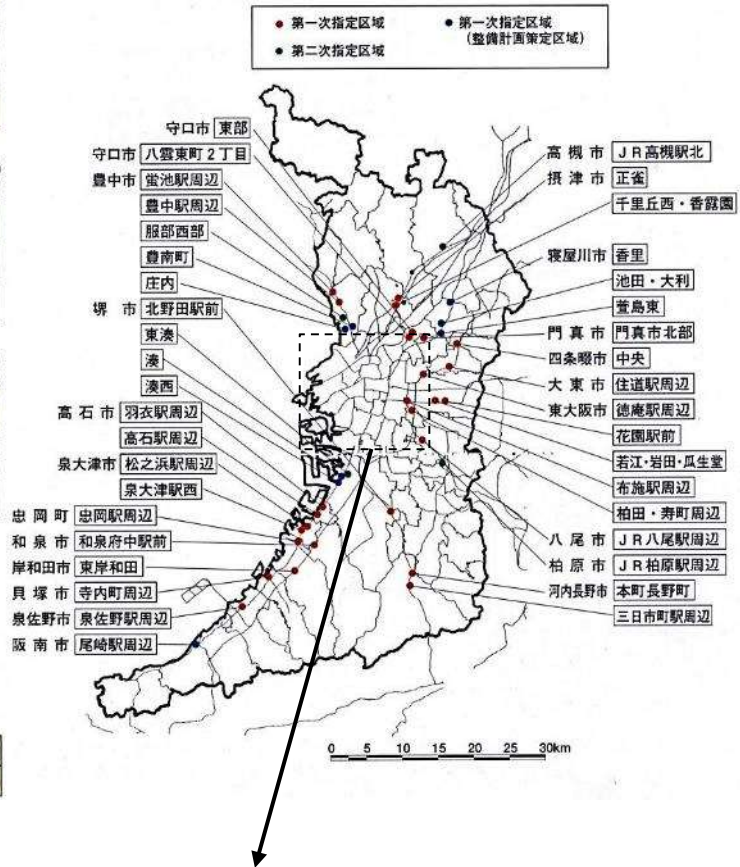 第一次指定区域
第二次指定区域
第一次指定区域
(整備計画策定区域)
守口市 東部
守口市 八雲東町2丁目
豊中市 蛍池駅周辺
豊中駅周辺
服部西部
豊南町
庄内
堺市 北野田駅前
東湊
湊
湊西
高石市 羽衣駅周辺
高石駅周辺
泉大津市 松之浜駅周辺
泉大津駅西
忠岡町 忠岡駅周辺
和泉市 和泉府中駅前
岸和田市 東岸和田
貝塚市 寺内町周辺
泉佐野市 泉佐野駅周辺
阪南市 尾崎駅周辺
高槻市 JR高槻駅北
摂津市 正雀
千里丘西・香露園
寝屋川市 香里
池田・大利
萱島東
門真市 門真市北部
四条畷市 中央
大東市 住道駅周辺
東大阪市 徳庵駅周辺
花園駅前
若江・岩田・瓜生堂
布施駅周辺
柏田・寿町周辺
八尾市 JR八尾駅周辺
柏原市 JR柏原駅周辺
河内長野市 本町長野町
三日市町駅周辺
0 5 10 15 20 25 30km